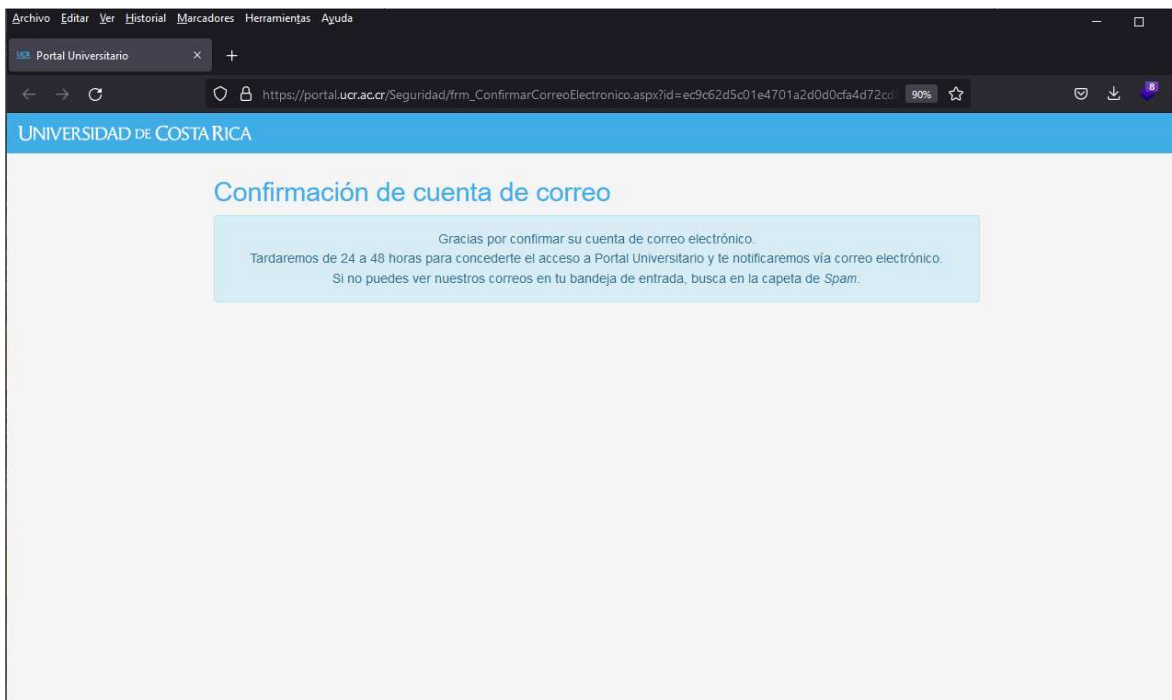 Archivo Editar Ver Historial Marcadores Herramientas Ayuda
UCR Portal Universitario
https://portal.ucr.ac.cr/Seguridad/frm_ConfirmarCorreoElectronico.aspx?id=ec9c62d5c01e4701a2d0d0cfa4d72cd 90% 8
UNIVERSIDAD DE COSTA RICA
Confirmación de cuenta de correo
Gracias por confirmar su cuenta de correo electrónico.
Tardaremos de 24 a 48 horas para concederte el acceso a Portal Universitario y te notificaremos vía correo electrónico.
Si no puedes ver nuestros correos en tu bandeja de entrada, busca en la capeta de Spam.